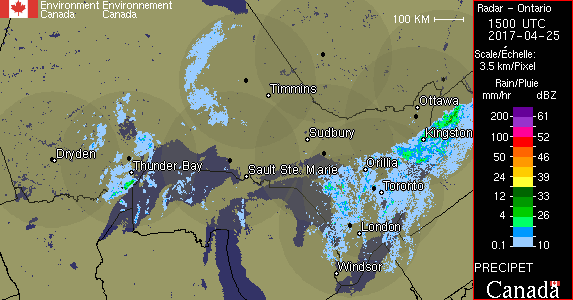 Environment Environnement
Canada Canada
100 KM
Timmins
Ottawa
Sudbury
Kingston
Dryden
Thunder Bay
Sault Ste. Marie
Orillia
Toronto
London
Windsor
Radar - Ontario
1500 UTC
2017-04-25
Scale/Échelle:
3.5 km/Pixel
Rain/Pluie
mm/hr dBZ
200 61
100 52
50 46
24 39
12 33
4 26
0.1 10
PRECIPET
Canada